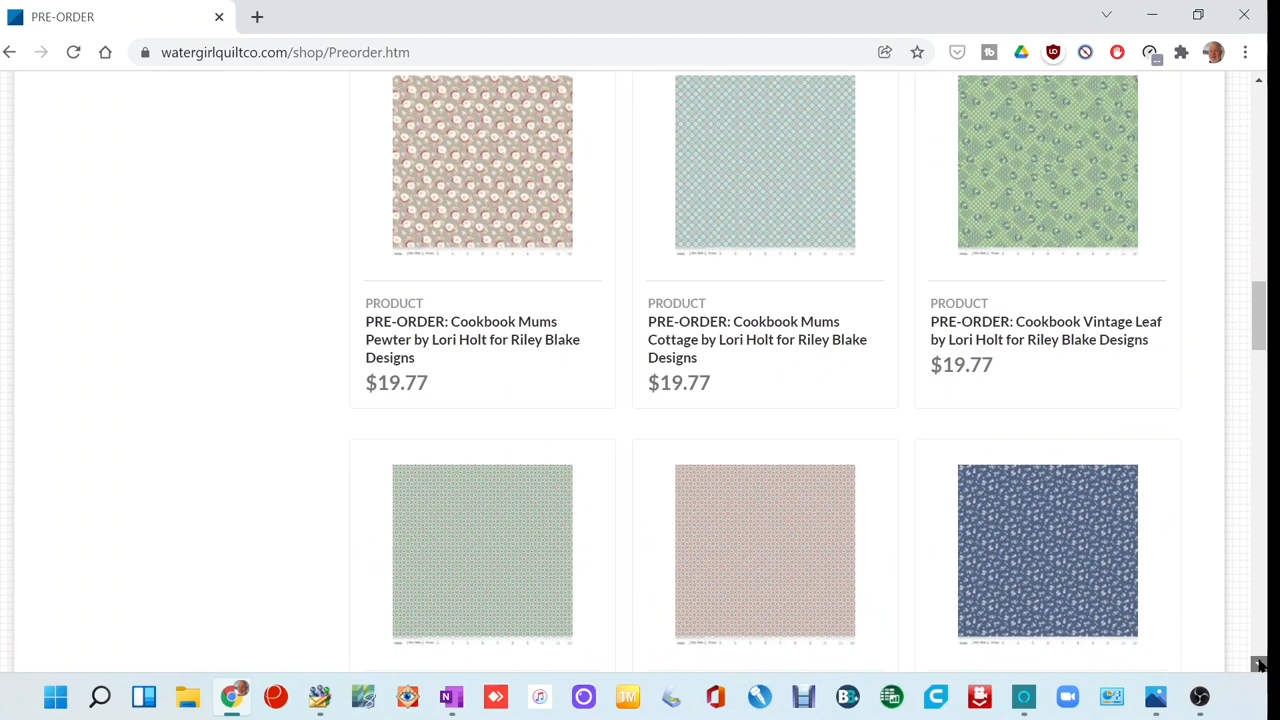 PRE-ORDER
watergirlquiltco.com/shop/Preorder.htm
PRODUCT
PRE-ORDER: Cookbook Mums
Pewter by Lori Holt for Riley Blake
Designs
$19.77
PRODUCT
PRE-ORDER: Cookbook Mums
Cottage by Lori Holt for Riley Blake
Designs
$19.77
PRODUCT
PRE-ORDER: Cookbook Vintage Leaf
by Lori Holt for Riley Blake Designs
$19.77